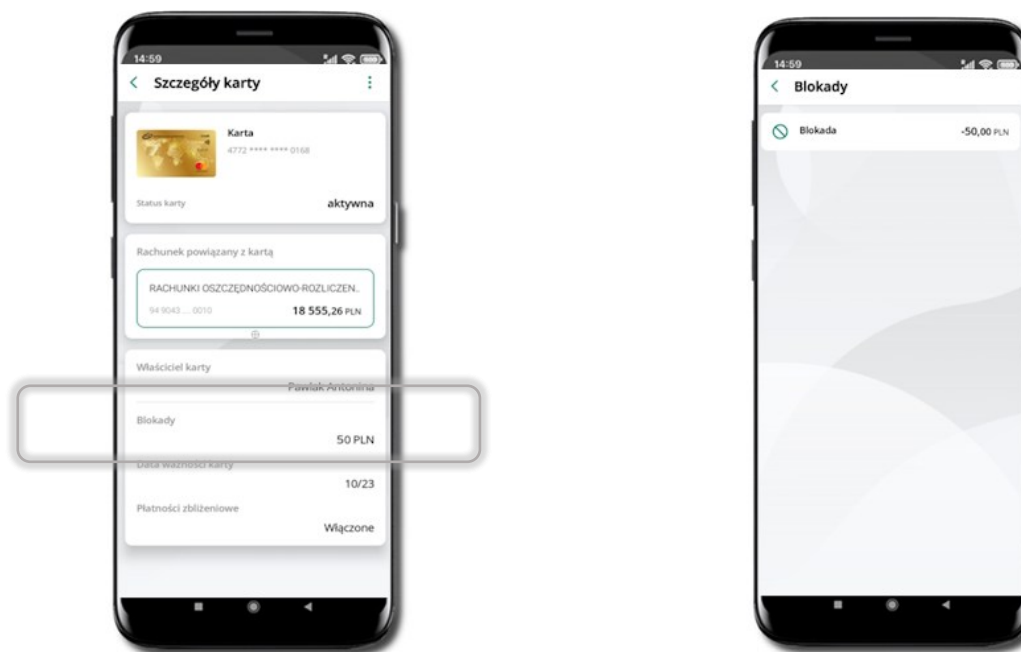 14:59
Szczegóły karty
Karta
4772 **** **** 0168
Status karty
aktywna
Rachunek powiązany z kartą
RACHUNKI OSZCZĘDNOŚCIOWO-ROZLICZEN..
94 9043 ... 0010
18 555,26 PLN
Właściciel karty
Pawlak Antonina
Blokady
50 PLN
Data ważności karty
10/23
Płatności zbliżeniowe
Włączone
14:59
Blokady
Blokada
-50,00 PLN